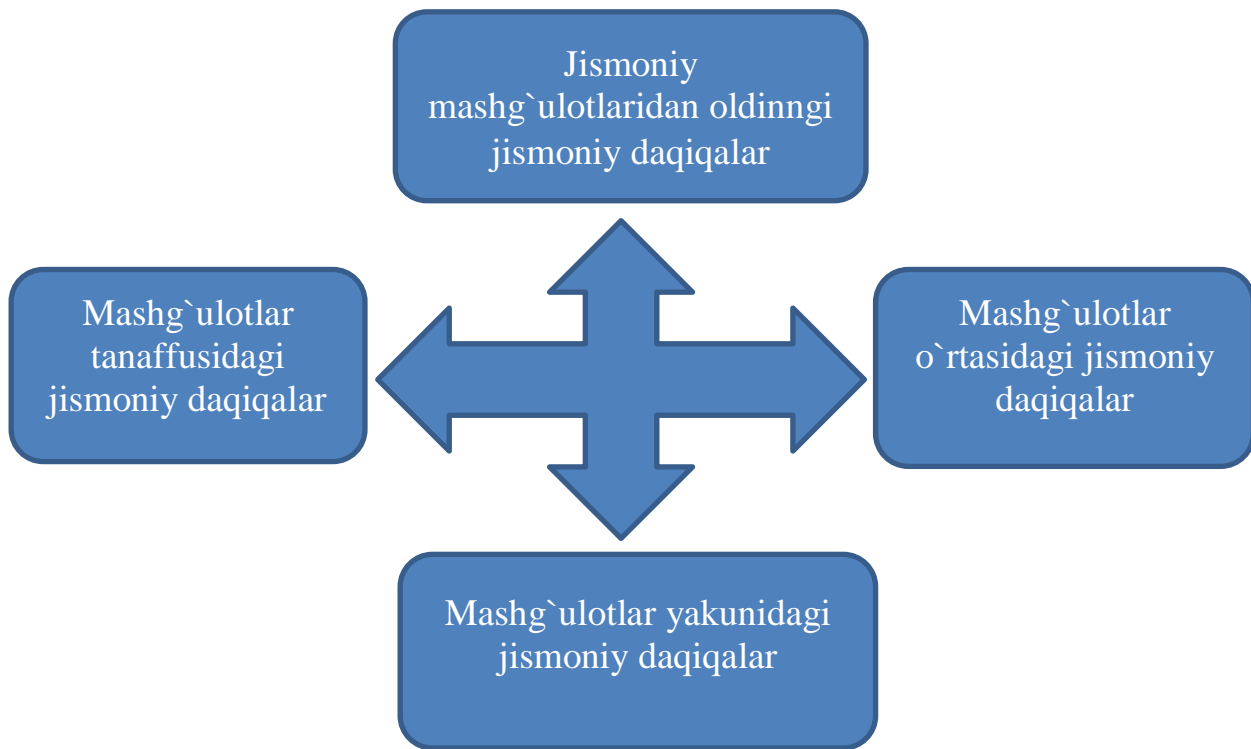 Jismoniy
mashg`ulotlaridan oldinngi
jismoniy daqiqalar
Mashg`ulotlar
tanaffusidagi
jismoniy daqiqalar
Mashg`ulotlar
o`rtasidagi jismoniy
daqiqalar
Mashg`ulotlar yakunidagi
jismoniy daqiqalar